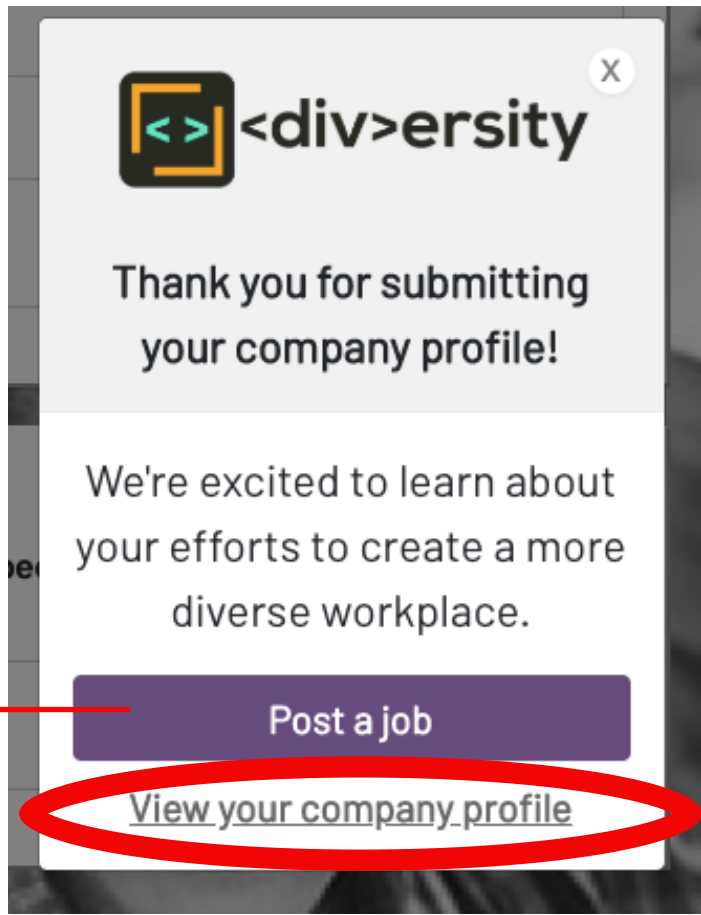 X
< > <div>ersity
Thank you for submitting
your company profile!
We're excited to learn about
your efforts to create a more
diverse workplace.
Post a job
View your company profile